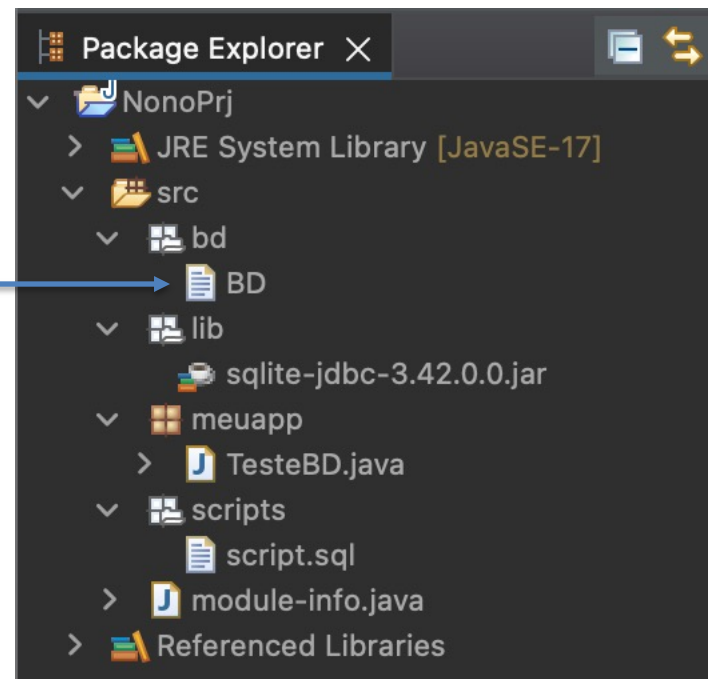 Package Explorer
NonoPrj
JRE System Library [JavaSE-17]
src
bd
BD
lib
sqlite-jdbc-3.42.0.0.jar
meuapp
TesteBD.java
scripts
script.sql
module-info.java
Referenced Libraries